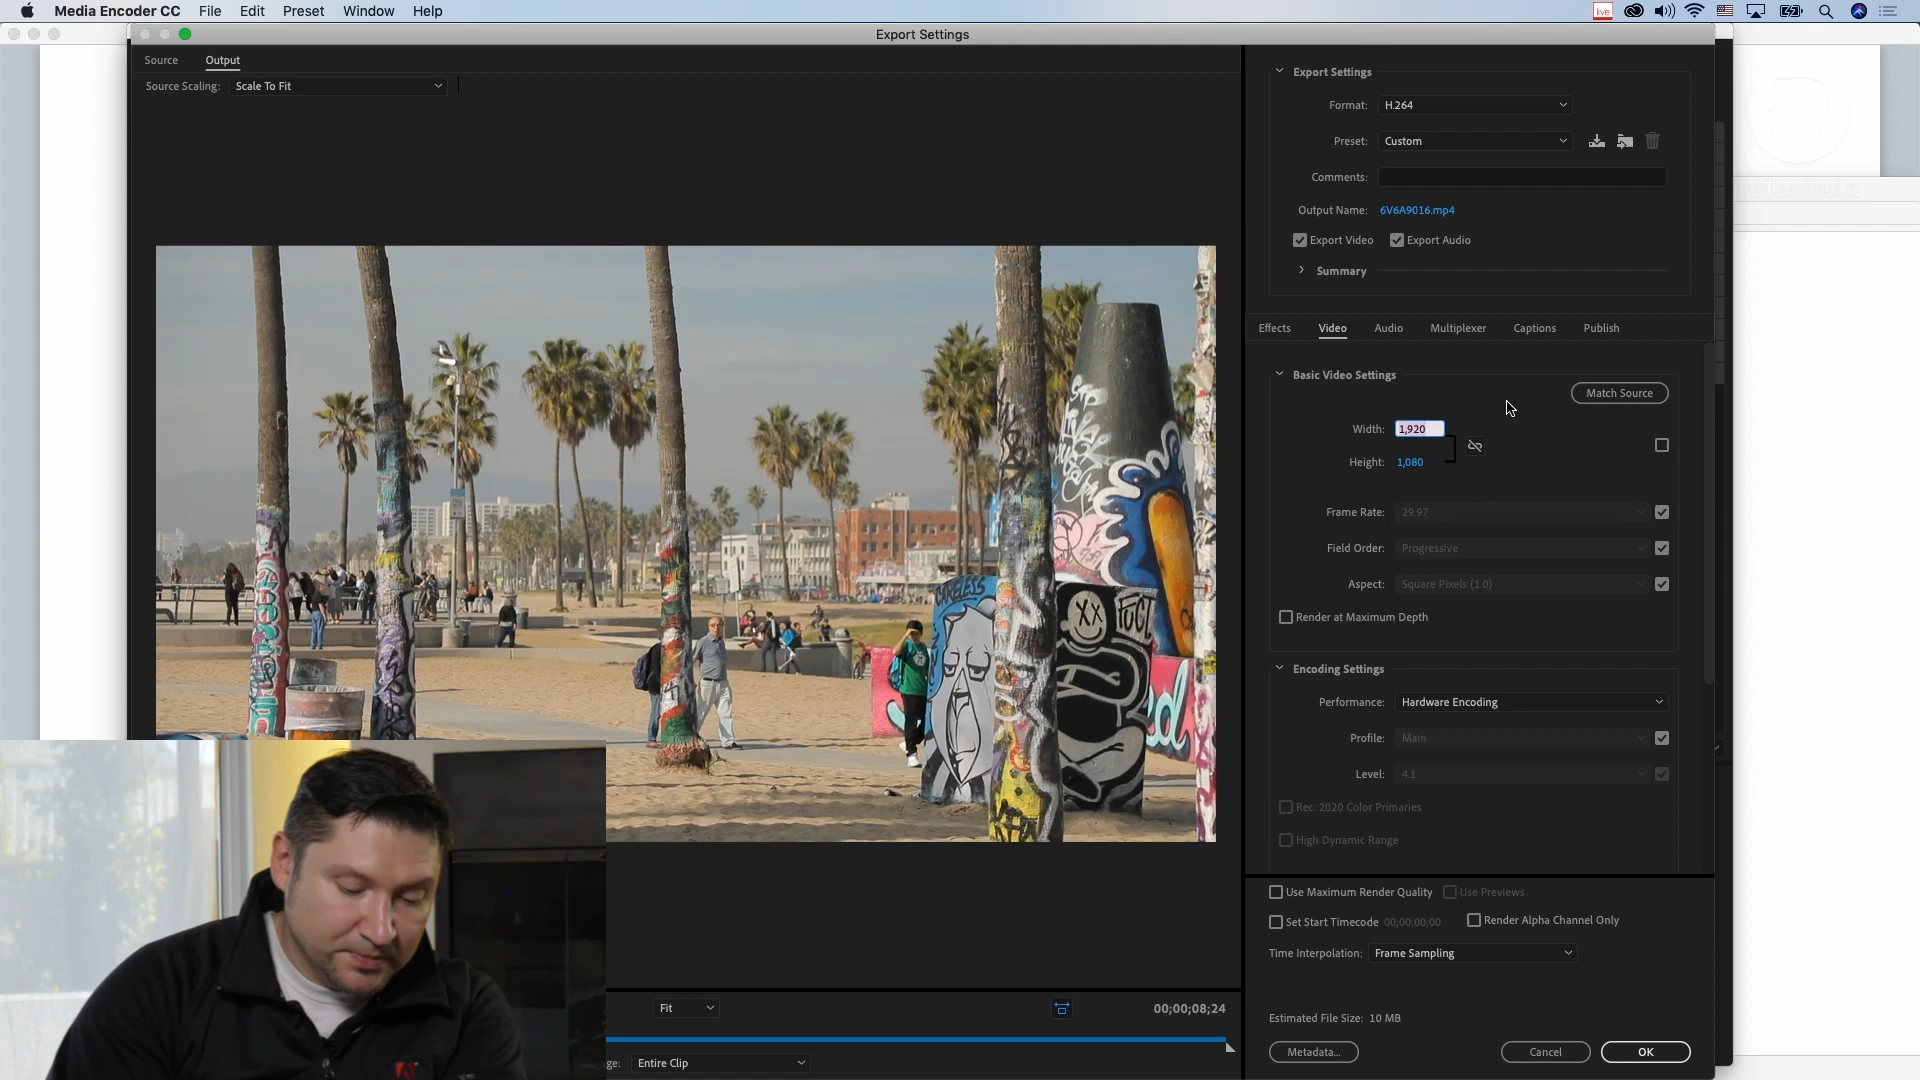 Media Encoder CC File Edit Preset Window Help
live
Export Settings
Source Output
Source Scaling: Scale To Fit
Export Settings
Format: H.264
Preset: Custom
Comments:
Output Name: 6V6A9016.mp4
Export Video Export Audio
Summary
Effects Video Audio Multiplexer Captions Publish
Basic Video Settings
Match Source
Width: 1,920
Height: 1,080
Frame Rate: 29.97
Field Order: Progressive
Aspect: Square Pixels (1.0)
Render at Maximum Depth
Encoding Settings
Performance: Hardware Encoding
Profile: Main
Level: 4.1
Rec. 2020 Color Primaries
High Dynamic Range
Use Maximum Render Quality Use Previews
Set Start Timecode 00;00;00;00 Render Alpha Channel Only
Time Interpolation: Frame Sampling
Estimated File Size: 10 MB
Metadata... Cancel OK
CARELESS
Fit 00;00;08;24
ge: Entire Clip